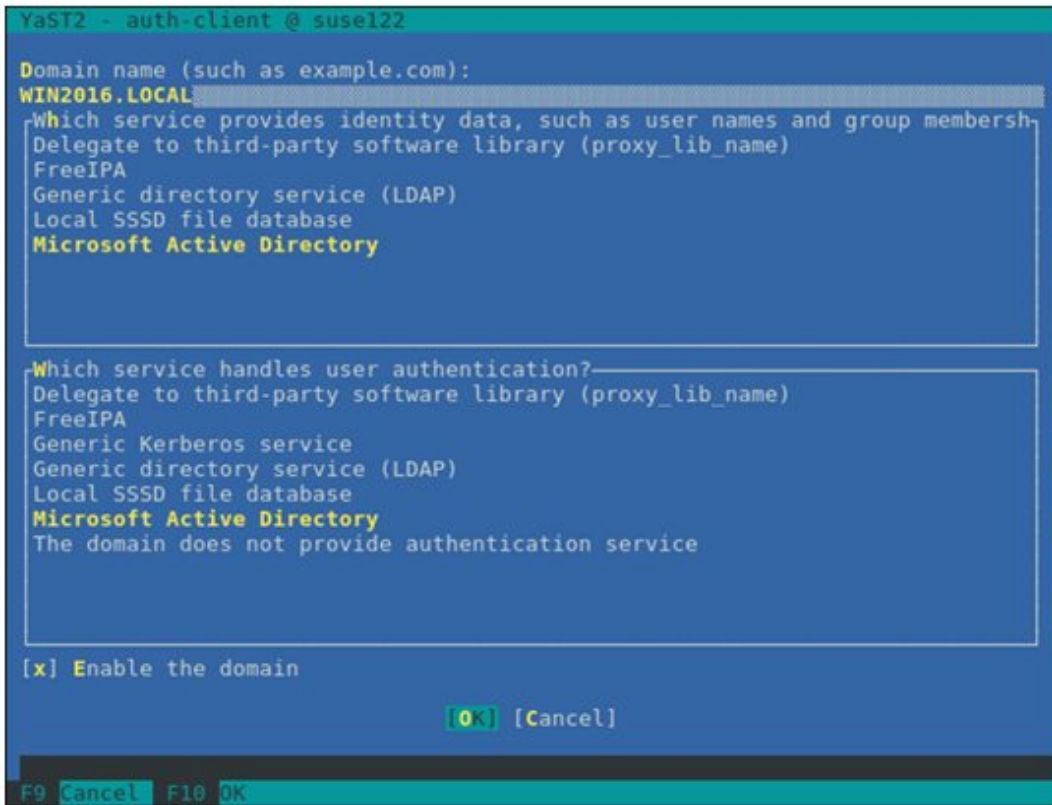 YaST2 - auth-client @ suse122
Domain name (such as example.com):
WIN2016.LOCAL
Which service provides identity data, such as user names and group membersh
Delegate to third-party software library (proxy_lib_name)
FreeIPA
Generic directory service (LDAP)
Local SSSD file database
Microsoft Active Directory
Which service handles user authentication?
Delegate to third-party software library (proxy_lib_name)
FreeIPA
Generic Kerberos service
Generic directory service (LDAP)
Local SSSD file database
Microsoft Active Directory
The domain does not provide authentication service
[x] Enable the domain
[OK] [Cancel]
F9 Cancel F10 OK